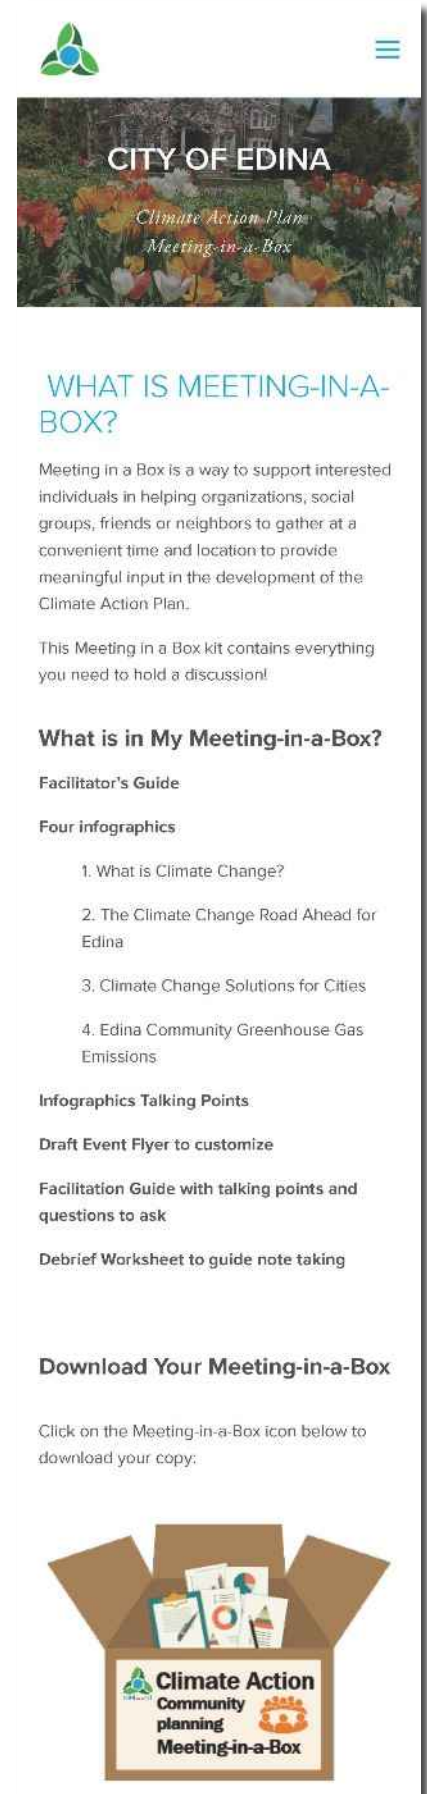 CITY OF EDINA
Climate Action Plan
Meeting-in-a-Box
WHAT IS MEETING-IN-A-
BOX?
Meeting in a Box is a way to support interested
individuals in helping organizations, social
groups, friends or neighbors to gather at a
convenient time and location to provide
meaningful input in the development of the
Climate Action Plan.
This Meeting in a Box kit contains everything
you need to hold a discussion!
What is in My Meeting-in-a-Box?
Facilitator's Guide
Four infographics
1. What is Climate Change?
2. The Climate Change Road Ahead for
Edina
3. Climate Change Solutions for Cities
4. Edina Community Greenhouse Gas
Emissions
Infographics Talking Points
Draft Event Flyer to customize
Facilitation Guide with talking points and
questions to ask
Debrief Worksheet to guide note taking
Download Your Meeting-in-a-Box
Click on the Meeting-in-a-Box icon below to
download your copy:
Climate Action
Community
planning
Meeting-in-a-Box